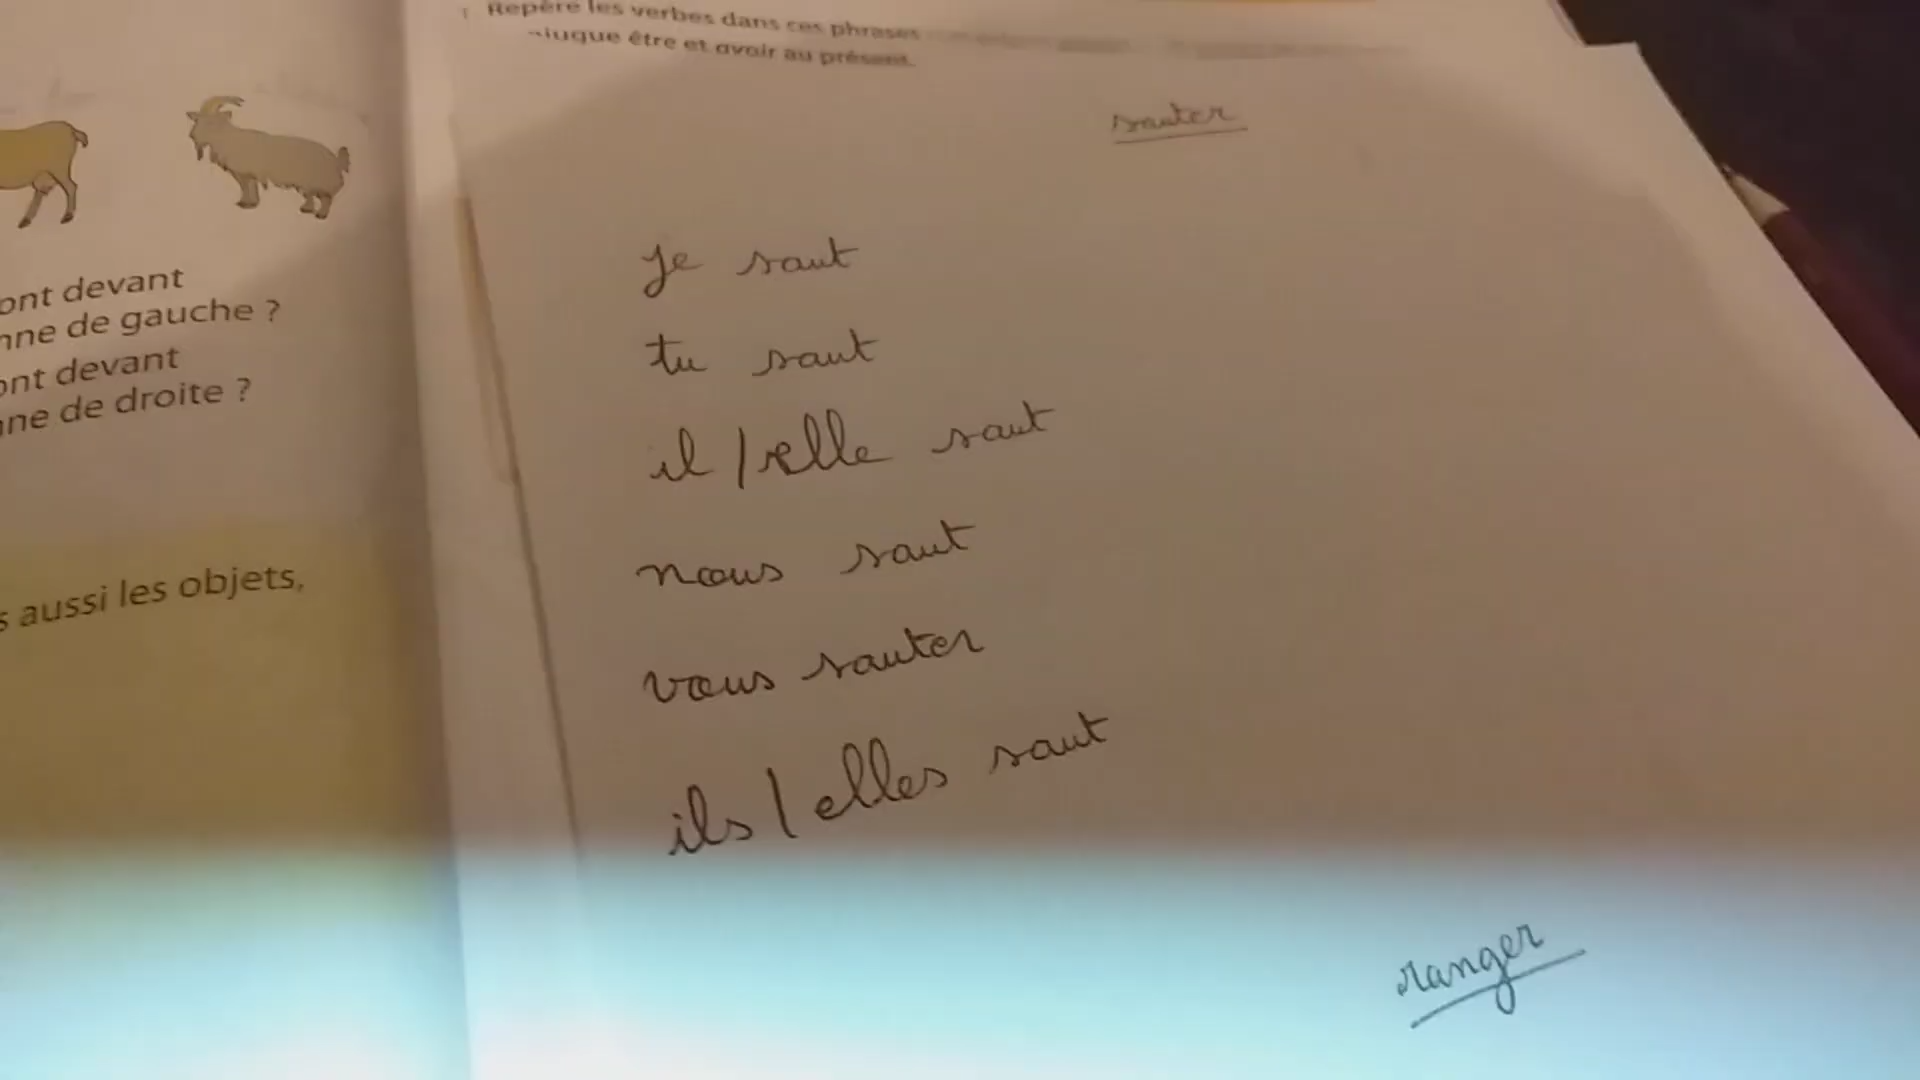 Repère les verbes dans ces phrases
être et avoir au présent.
sauter
je saut
tu saut
il / elle saut
nous saut
vous sauter
ils / elles saut
ranger
ont devant
nne de gauche ?
ont devant
nne de droite ?
s aussi les objets,